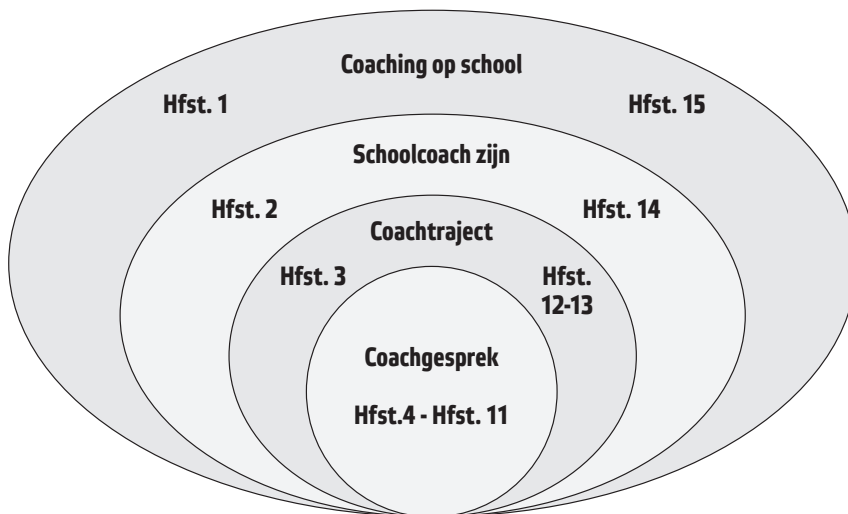 Coaching op school
Hfst. 1
Hfst. 15
Schoolcoach zijn
Hfst. 2
Hfst. 14
Coachtraject
Hfst. 3
Hfst.
12-13
Coachgesprek
Hfst.4 - Hfst. 11